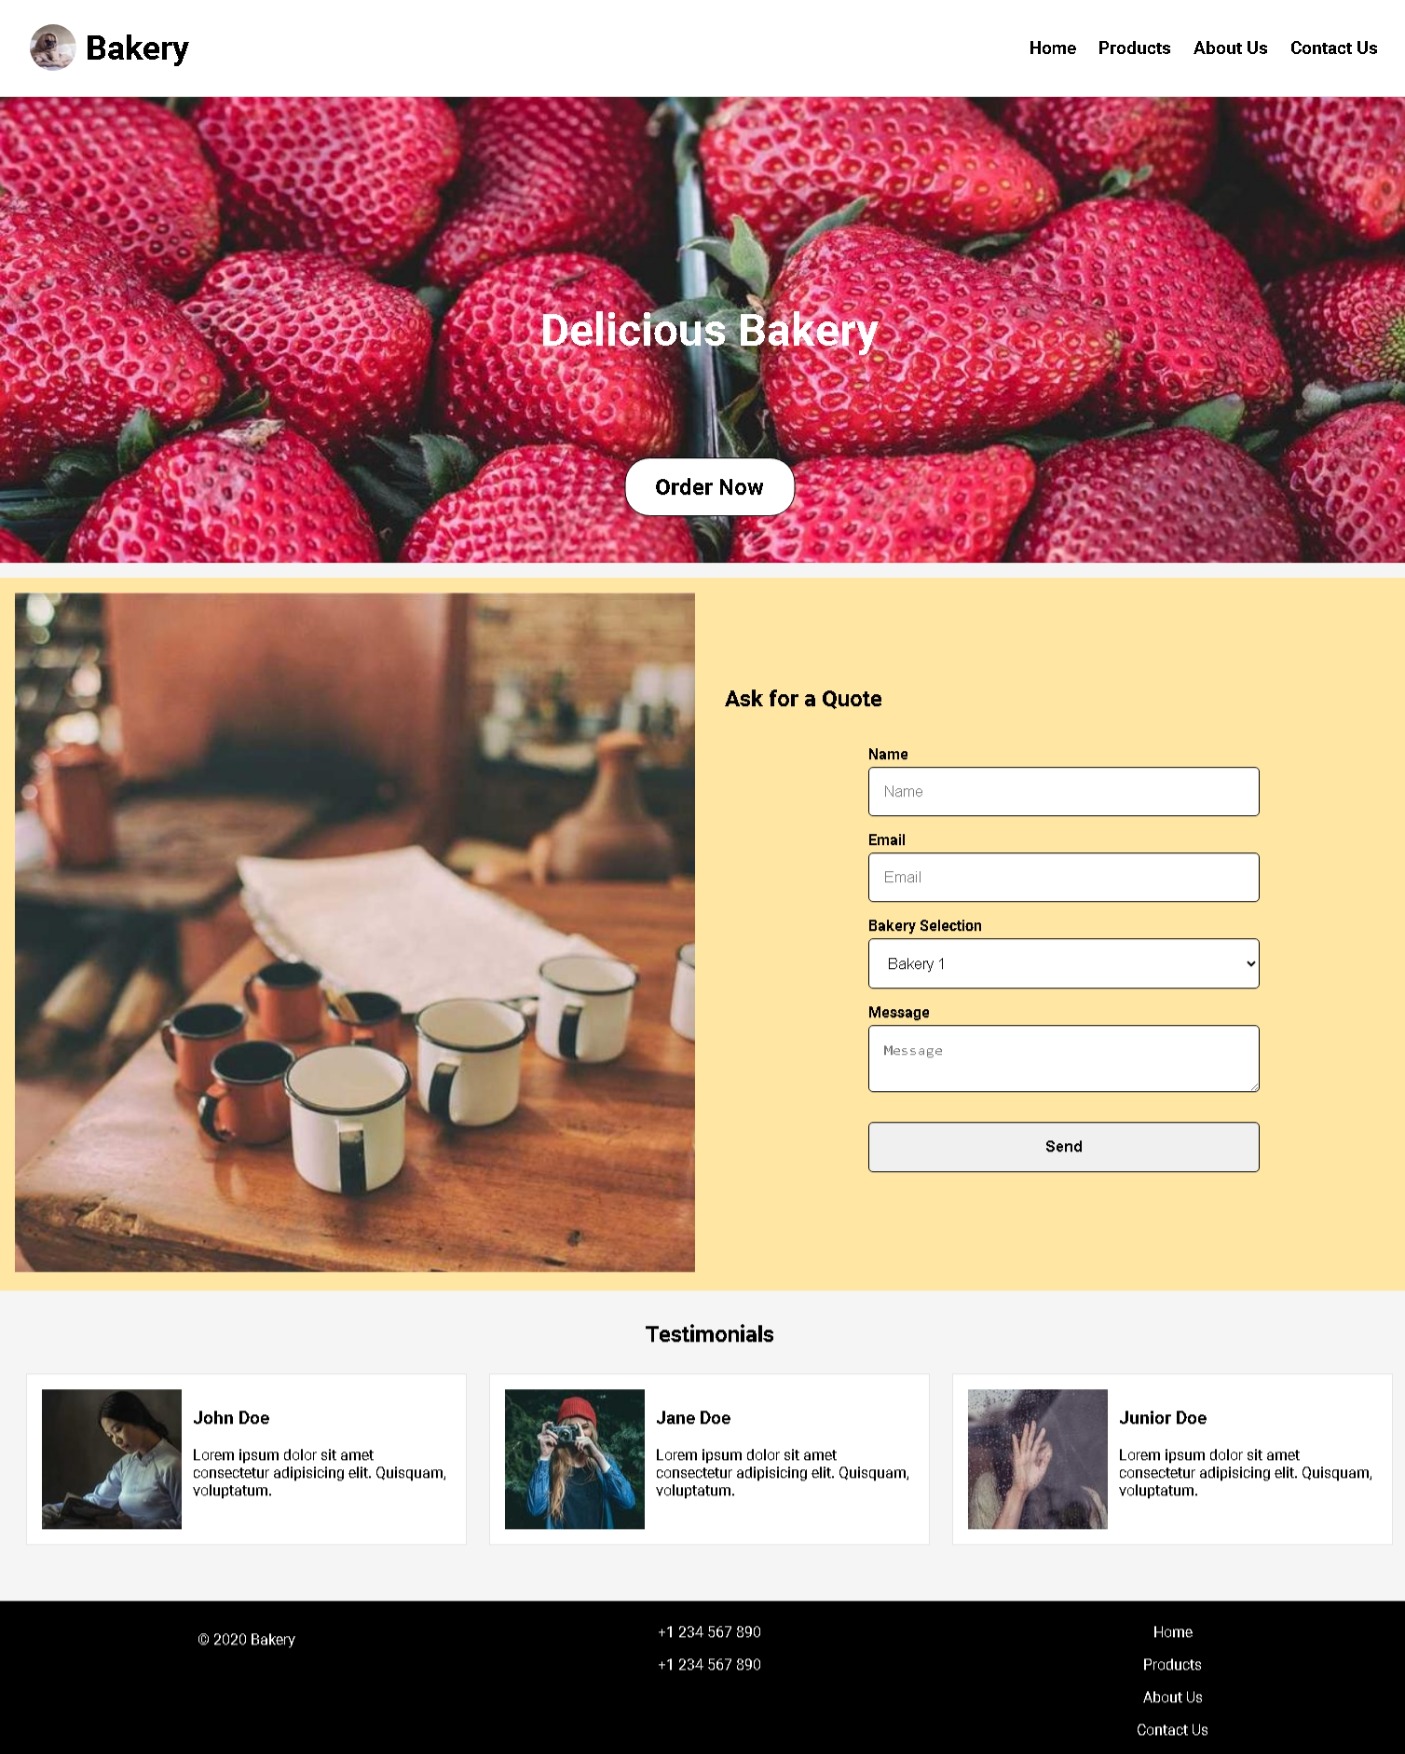 Bakery
Home
Products
About Us
Contact Us
Delicious Bakery
Order Now
Ask for a Quote
Name
Name
Email
Email
Bakery Selection
Bakery 1
Message
Message
Send
Testimonials
John Doe
Lorem ipsum dolor sit amet
consectetur adipisicing elit. Quisquam,
voluptatum.
Jane Doe
Lorem ipsum dolor sit amet
consectetur adipisicing elit. Quisquam,
voluptatum.
Junior Doe
Lorem ipsum dolor sit amet
consectetur adipisicing elit. Quisquam,
voluptatum.
© 2020 Bakery
+1 234 567 890
+1 234 567 890
Home
Products
About Us
Contact Us